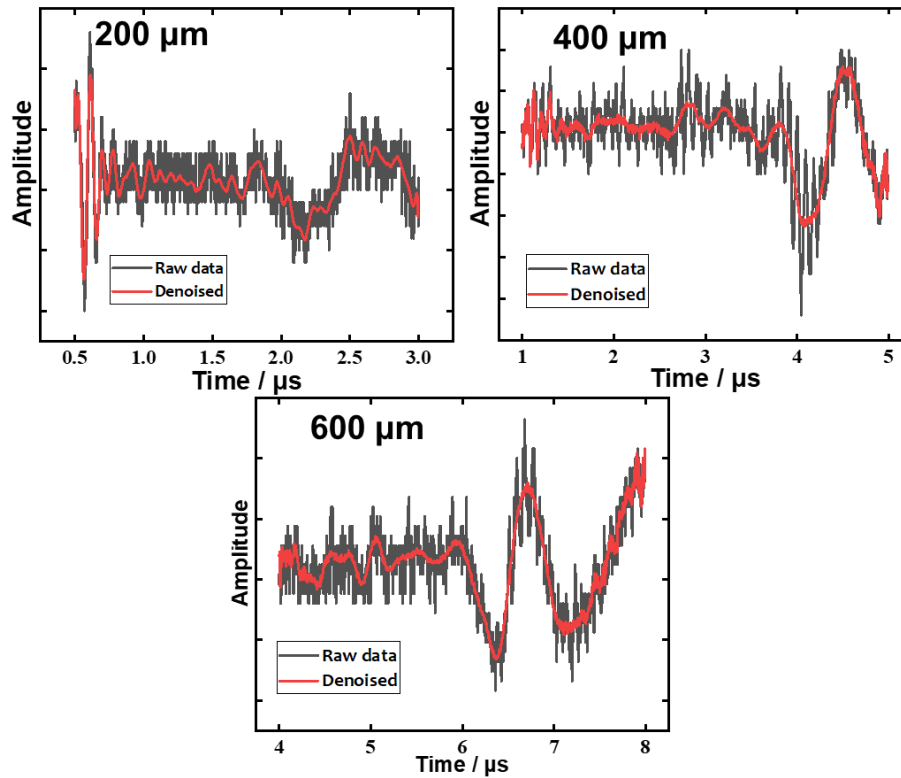 200 µm
Amplitude
Raw data
Denoised
0.5 1.0 1.5 2.0 2.5 3.0
Time / µs
400 µm
Amplitude
Raw data
Denoised
1 2 3 4 5
Time / µs
600 µm
Amplitude
Raw data
Denoised
4 5 6 7 8
Time / µs